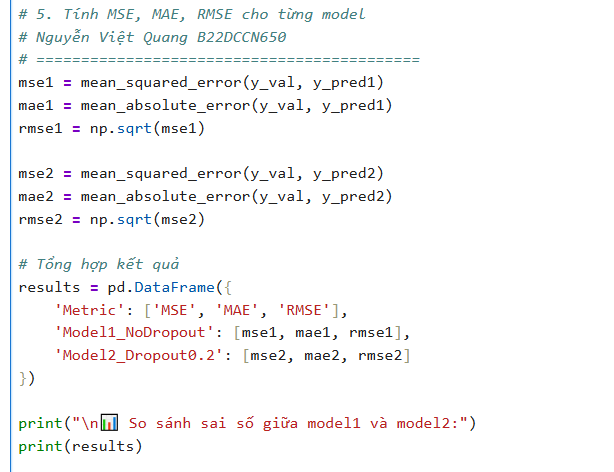 # 5. Tính MSE, MAE, RMSE cho từng model
# Nguyễn Việt Quang B22DCCN650
# ===========================================
mse1 = mean_squared_error(y_val, y_pred1)
mae1 = mean_absolute_error(y_val, y_pred1)
rmse1 = np.sqrt(mse1)
mse2 = mean_squared_error(y_val, y_pred2)
mae2 = mean_absolute_error(y_val, y_pred2)
rmse2 = np.sqrt(mse2)
# Tổng hợp kết quả
results = pd.DataFrame({
    'Metric': ['MSE', 'MAE', 'RMSE'],
    'Model1_NoDropout': [mse1, mae1, rmse1],
    'Model2_Dropout0.2': [mse2, mae2, rmse2]
})
print("\n📊 So sánh sai số giữa model1 và model2:")
print(results)